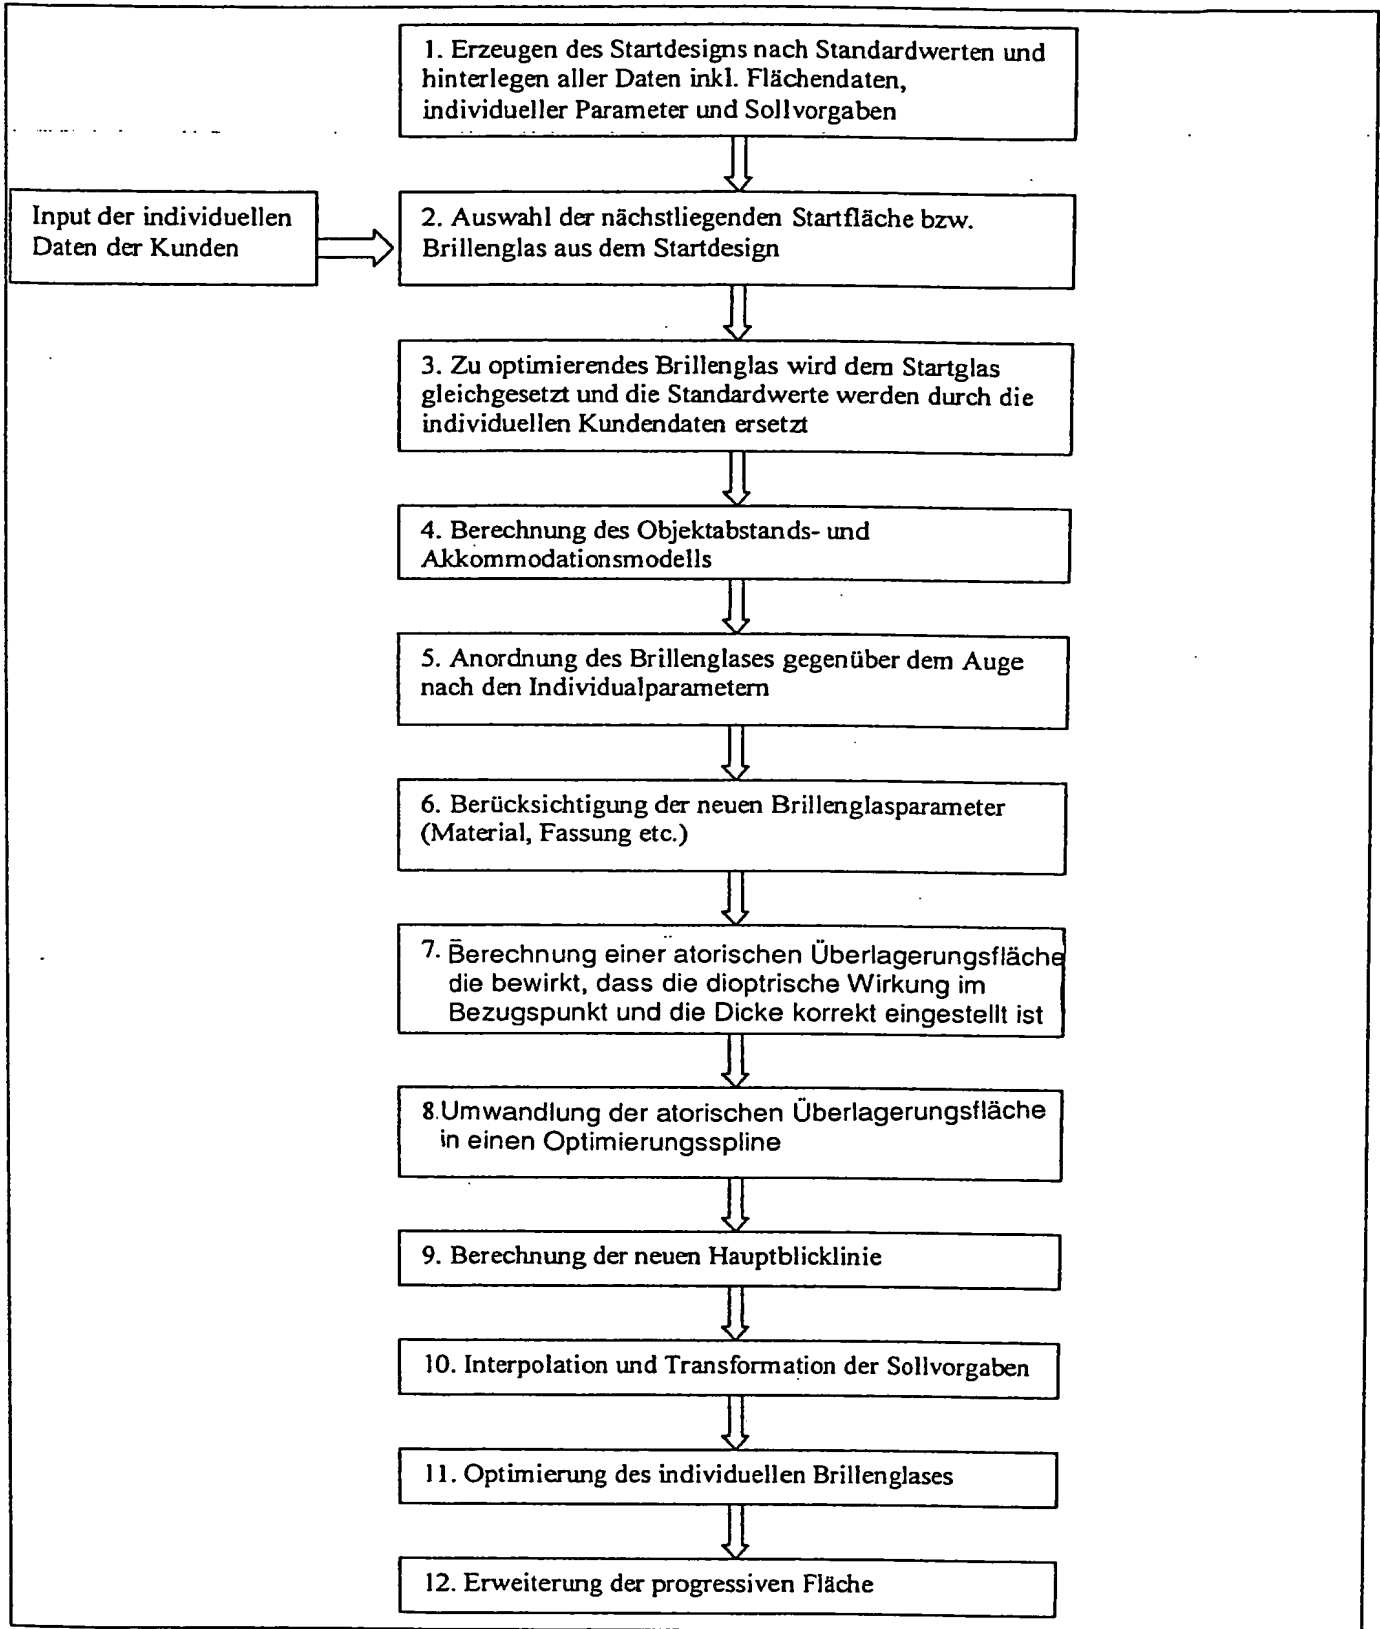 1. Erzeugen des Startdesigns nach Standardwerten und
hinterlegen aller Daten inkl. Flächendaten,
individueller Parameter und Sollvorgaben
Input der individuellen
Daten der Kunden
2. Auswahl der nächstliegenden Startfläche bzw.
Brillenglas aus dem Startdesign
3. Zu optimierendes Brillenglas wird dem Startglas
gleichgesetzt und die Standardwerte werden durch die
individuellen Kundendaten ersetzt
4. Berechnung des Objektabstands- und
Akkommodationsmodells
5. Anordnung des Brillenglases gegenüber dem Auge
nach den Individualparametern
6. Berücksichtigung der neuen Brillenglasparameter
(Material, Fassung etc.)
7. Berechnung einer atorischen Überlagerungsfläche
die bewirkt, dass die dioptrische Wirkung im
Bezugspunkt und die Dicke korrekt eingestellt ist
8. Umwandlung der atorischen Überlagerungsfläche
in einen Optimierungsspline
9. Berechnung der neuen Hauptblicklinie
10. Interpolation und Transformation der Sollvorgaben
11. Optimierung des individuellen Brillenglases
12. Erweiterung der progressiven Fläche